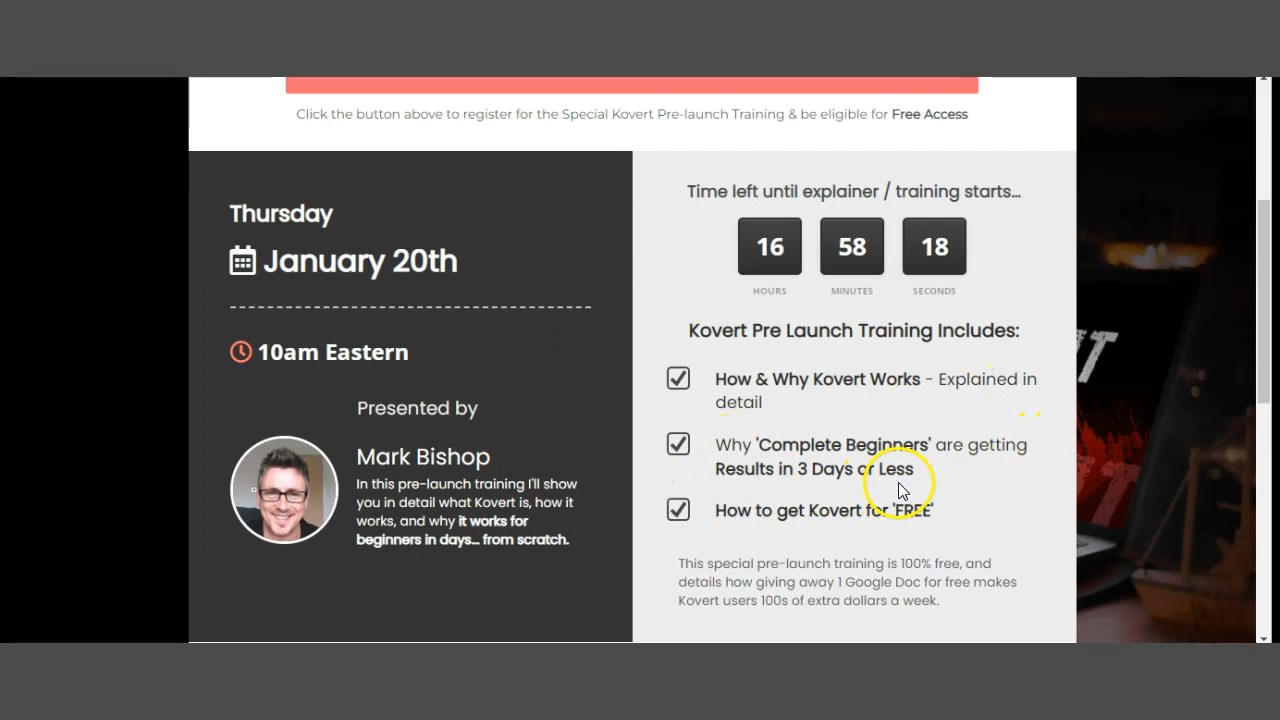 Click the button above to register for the Special Kovert Pre-launch Training & be eligible for Free Access
Thursday
January 20th
10am Eastern
Presented by
Mark Bishop
In this pre-launch training I'll show
you in detail what Kovert is, how it
works, and why it works for
beginners in days... from scratch.
Time left until explainer / training starts...
16 58 18
HOURS MINUTES SECONDS
Kovert Pre Launch Training Includes:
How & Why Kovert Works - Explained in
detail
Why 'Complete Beginners' are getting
Results in 3 Days or Less
How to get Kovert for 'FREE'
This special pre-launch training is 100% free, and
details how giving away 1 Google Doc for free makes
Kovert users 100s of extra dollars a week.